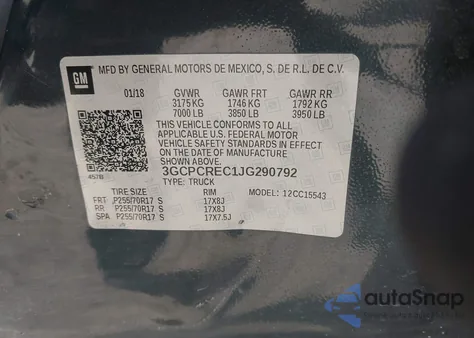 GM
MFD BY GENERAL MOTORS DE MEXICO, S. DE R.L. DE C.V.
01/18 GVWR GAWR FRT GAWR RR
3175 KG 1746 KG 1792 KG
7000 LB 3850 LB 3950 LB
THIS VEHICLE CONFORMS TO ALL
APPLICABLE U.S. FEDERAL MOTOR
VEHICLE SAFETY STANDARDS IN
EFFECT ON THE DATE OF
MANUFACTURE SHOWN ABOVE.
3GCPCREC1JG290792
TYPE: TRUCK
MODEL: 12CC15543
TIRE SIZE RIM
FRT P255/70R17 S 17X8J
RR P255/70R17 S 17X8J
SPA P255/70R17 S 17X7.5J
autoSnap